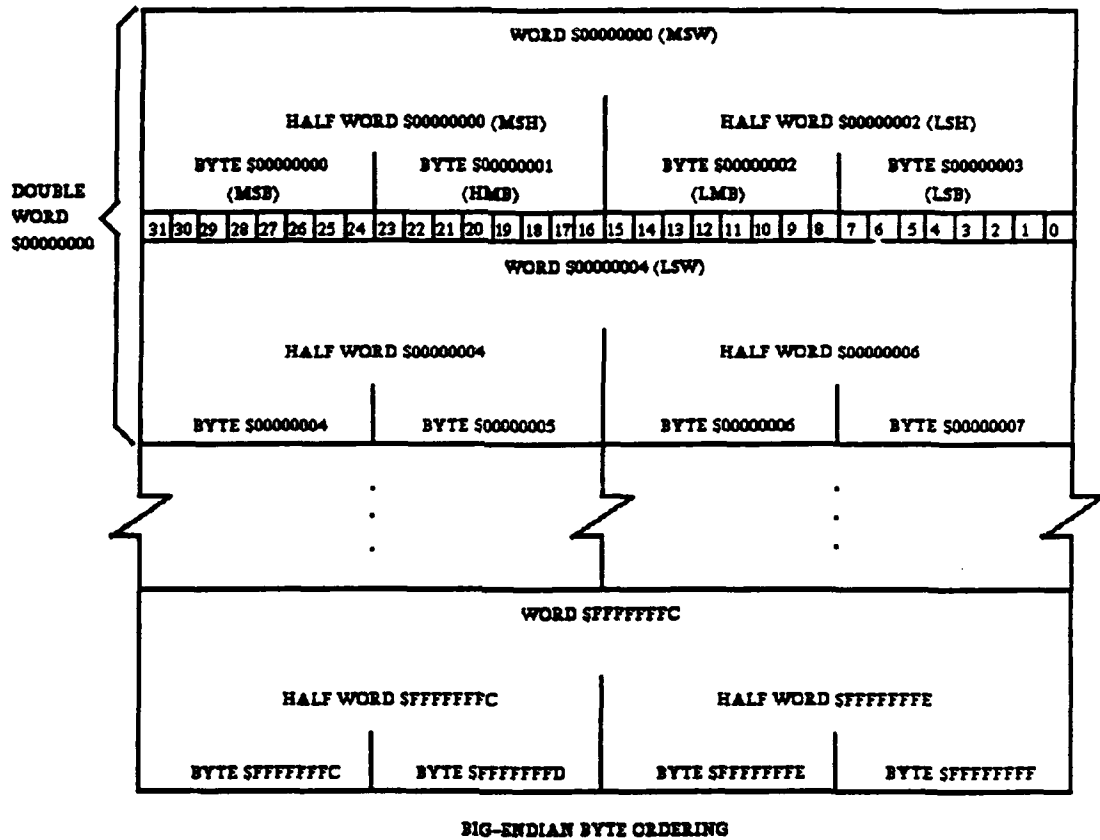 WORD $00000000 (MSW)
HALF WORD $00000000 (MSH) HALF WORD $00000002 (LSH)
BYTE $00000000 BYTE $00000001 BYTE $00000002 BYTE $00000003
(MSB) (HMB) (LMB) (LSB)
DOUBLE
WORD
$00000000
31 30 29 28 27 26 25 24 23 22 21 20 19 18 17 16 15 14 13 12 11 10 9 8 7 6 5 4 3 2 1 0
WORD $00000004 (LSW)
HALF WORD $00000004 HALF WORD $00000006
BYTE $00000004 BYTE $00000005 BYTE $00000006 BYTE $00000007
WORD $FFFFFFFC
HALF WORD $FFFFFFFC HALF WORD $FFFFFFFE
BYTE $FFFFFFFC BYTE $FFFFFFFD BYTE $FFFFFFFE BYTE $FFFFFFFF
BIG-ENDIAN BYTE ORDERING